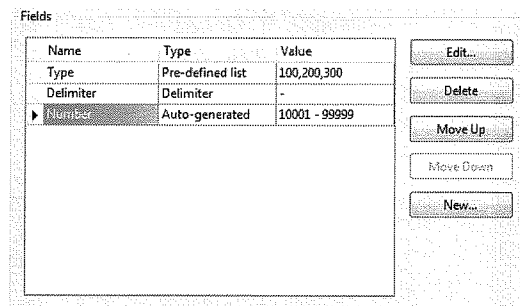 Fields
Name Type Value
Type Pre-defined list 100,200,300
Delimiter Delimiter -
Number Auto-generated 10001 - 99999
Edit...
Delete
Move Up
Move Down
New...